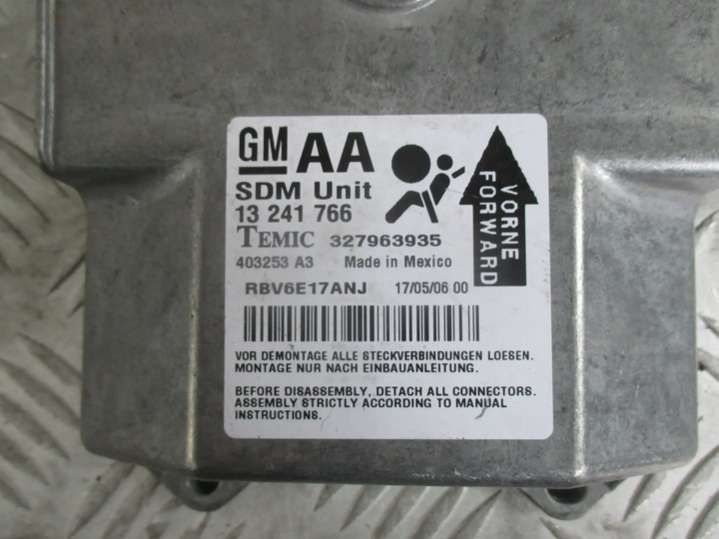 GM AA
SDM Unit
13 241 766
TEMIC 327963935
403253 A3 Made in Mexico
RBV6E17ANJ 17/05/06 00
VORNE
FORWARD
VOR DEMONTAGE ALLE STECKVERBINDUNGEN LOESEN.
MONTAGE NUR NACH EINBAUANLEITUNG.
BEFORE DISASSEMBLY, DETACH ALL CONNECTORS.
ASSEMBLY STRICTLY ACCORDING TO MANUAL
INSTRUCTIONS.